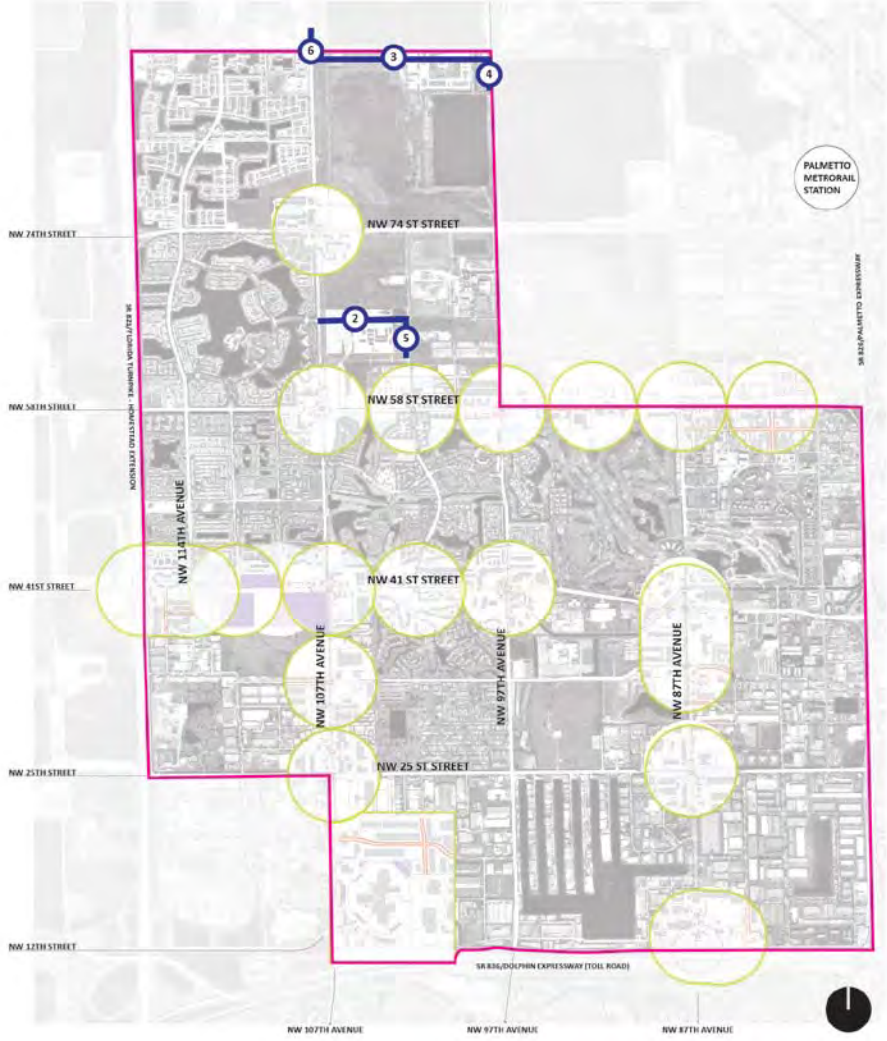 6
3
4
PALMETTO
METRORAIL
STATION
NW 74 ST STREET
NW 74TH STREET
SR 826/PALMETTO EXPRESSWAY
SR 821/FLORIDA TURNPIKE - HOMESTEAD EXTENSION
2
5
NW 58 ST STREET
NW 58TH STREET
NW 114TH AVENUE
NW 41 ST STREET
NW 41ST STREET
NW 107TH AVENUE
NW 97TH AVENUE
NW 87TH AVENUE
NW 25 ST STREET
NW 25TH STREET
NW 12TH STREET
SR 836/DOLPHIN EXPRESSWAY (TOLL ROAD)
NW 107TH AVENUE
NW 97TH AVENUE
NW 87TH AVENUE